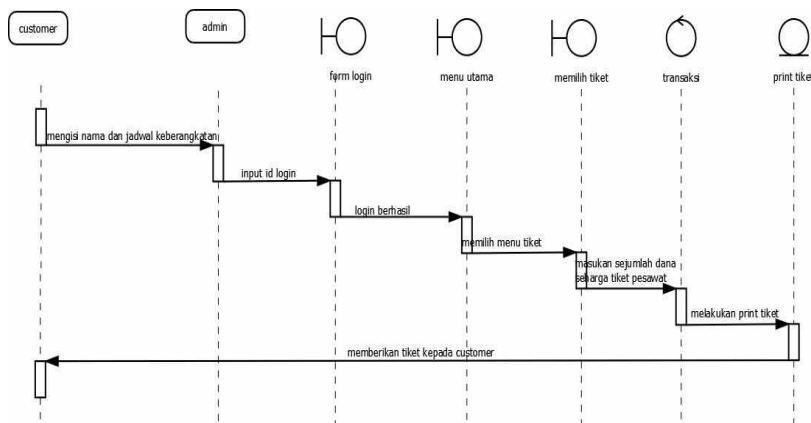 customer
admin
form login
menu utama
memilih tiket
transaksi
print tiket
mengisi nama dan jadwal keberangkatan
input id login
login berhasil
memilih menu tiket
masukan sejumlah dana
seharga tiket pesawat
melakukan print tiket
memberikan tiket kepada customer